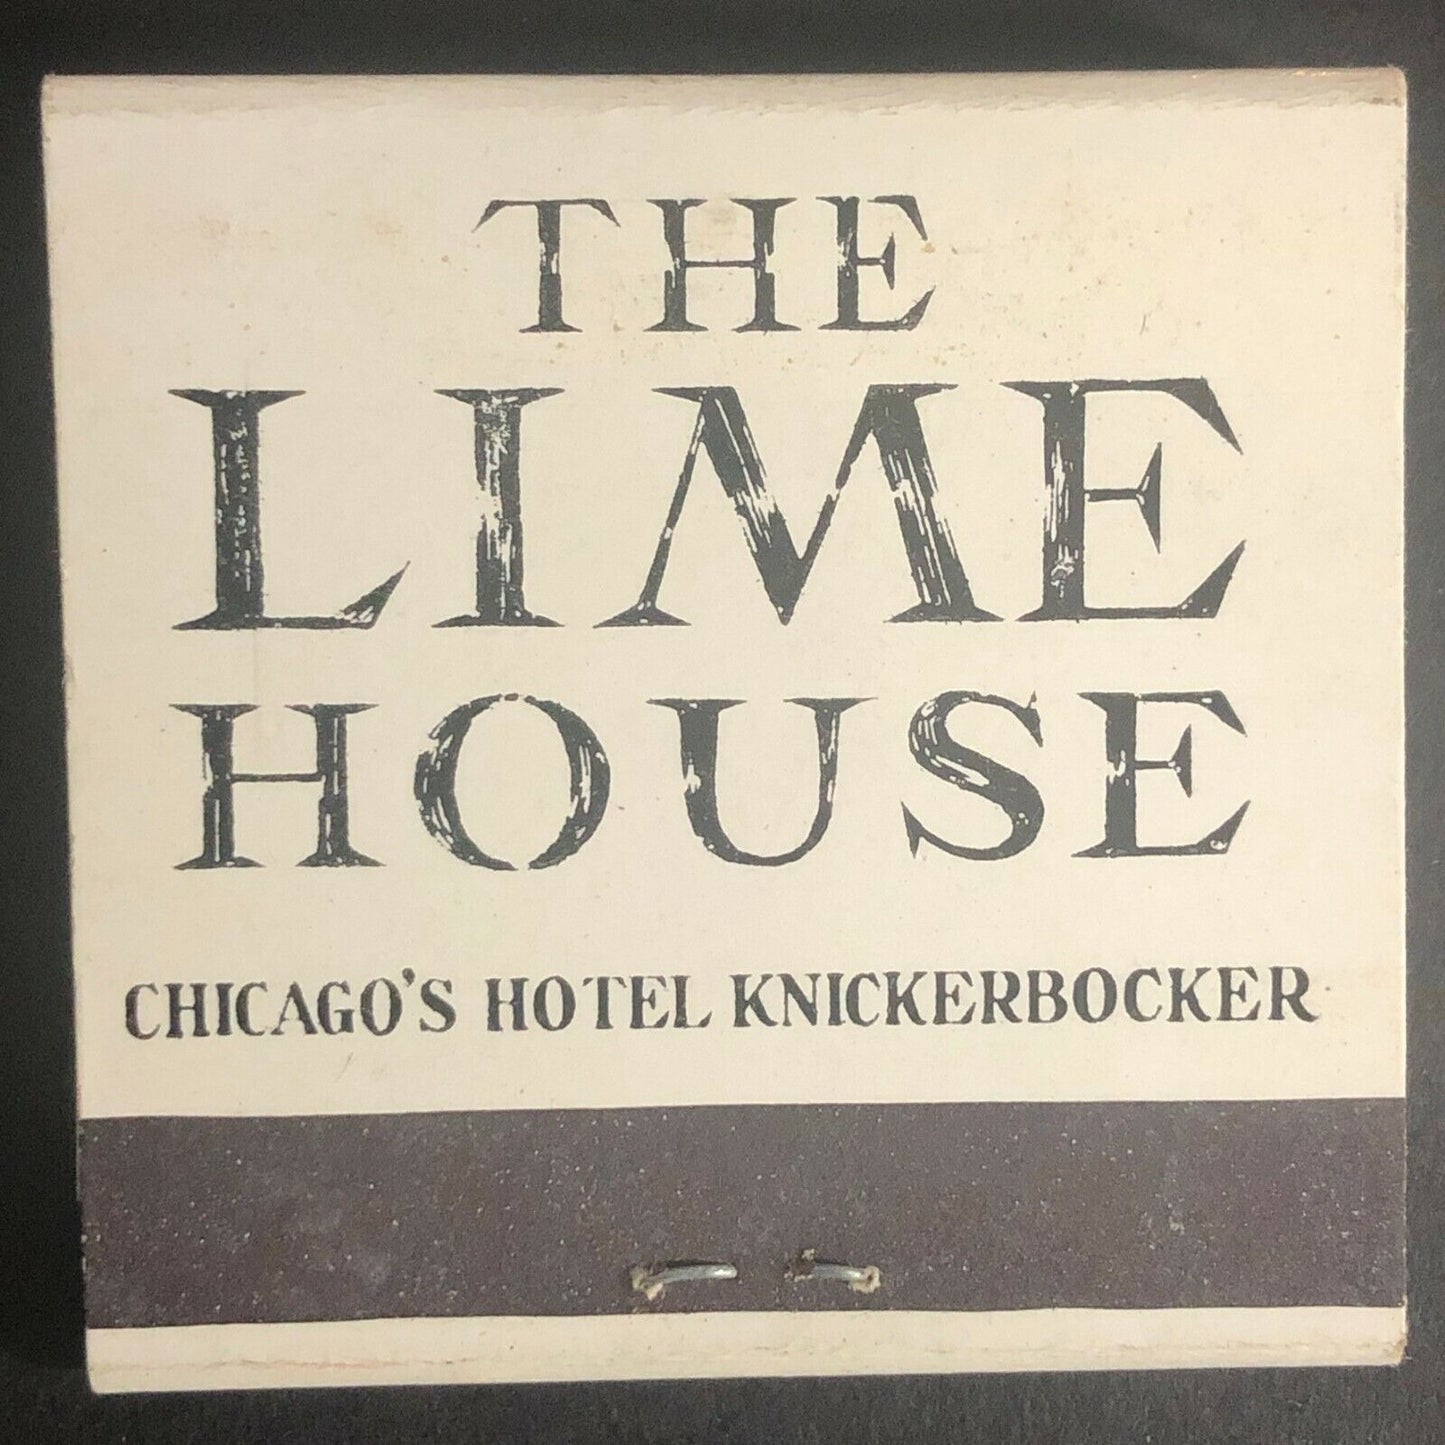 THE
LIME
HOUSE
CHICAGO'S HOTEL KNICKERBOCKER